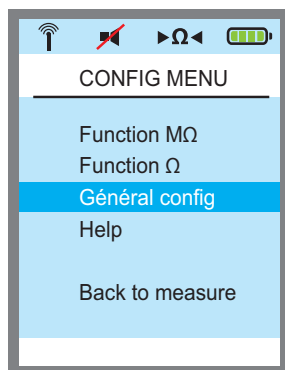 ►Ω◄
CONFIG MENU
Function MΩ
Function Ω
Général config
Help
Back to measure